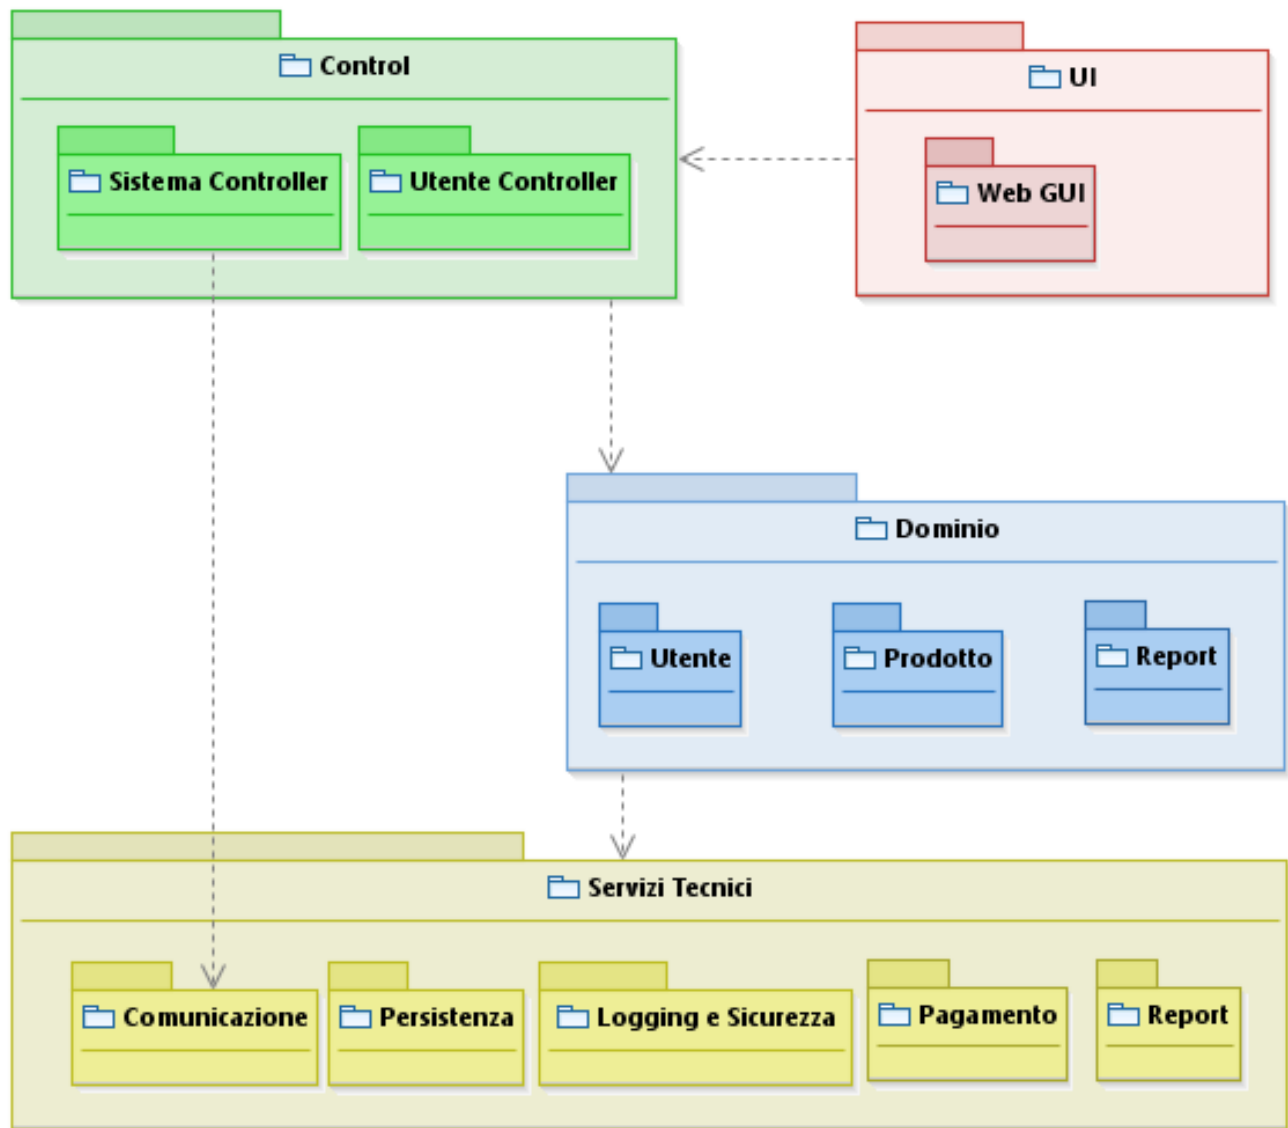 Control
UI
Sistema Controller
Utente Controller
Web GUI
Dominio
Utente
Prodotto
Report
Servizi Tecnici
Comunicazione
Persistenza
Logging e Sicurezza
Pagamento
Report